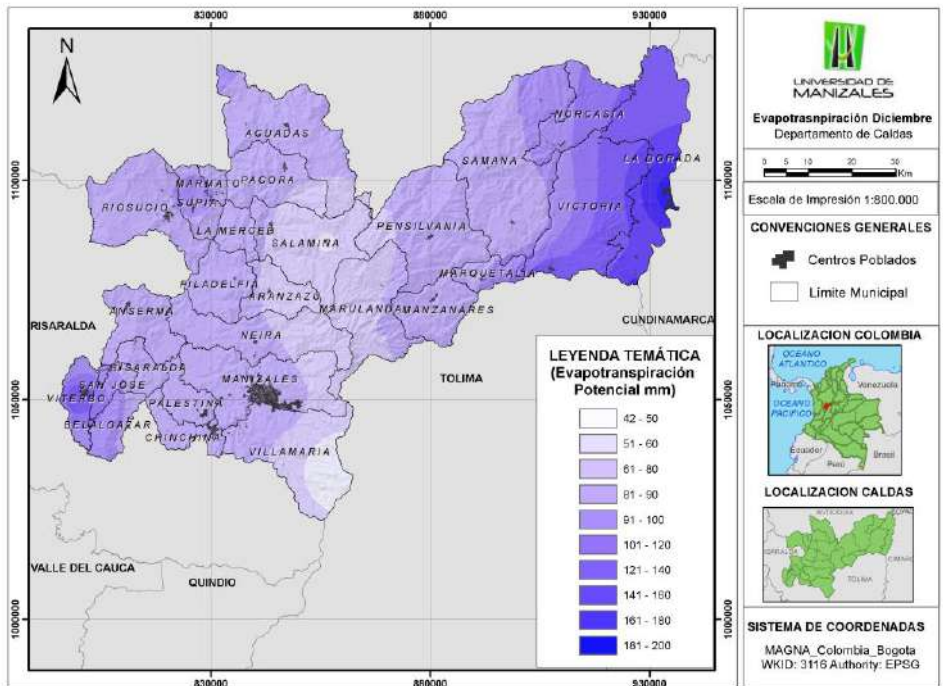 830000
880000
930000
N
1100000
1050000
1000000
1100000
1050000
1000000
AGUADAS
NORCASIA
SAMANA
LA DORADA
MARMATO
PACORA
RIOSUCIO
SUPIA
VICTORIA
LA MERCED
PENSILVANIA
SALAMINA
MARQUETALIA
FILADELFIA
ARANZAZU
MARULANDA
MANZANARES
ANSERMA
RISARALDA
NEIRA
CUNDINAMARCA
RISARALDA
SAN JOSE
MANIZALES
VITERBO
PALESTINA
TOLIMA
BELALCAZAR
CHINCHINA
VILLAMARIA
VALLE DEL CAUCA
QUINDIO
LEYENDA TEMÁTICA
(Evapotranspiración
Potencial mm)
42 - 50
51 - 60
61 - 80
81 - 90
91 - 100
101 - 120
121 - 140
141 - 160
161 - 180
181 - 200
830000
880000
930000
UNIVERSIDAD DE
MANIZALES
Evapotrasnpiración Diciembre
Departamento de Caldas
0 5 10 20 30
Km
Escala de Impresión 1:800.000
CONVENCIONES GENERALES
Centros Poblados
Límite Municipal
LOCALIZACION COLOMBIA
OCEANO
ATLANTICO
Panamá
Venezuela
OCEANO
PACIFICO
Ecuador
Perú
Brasil
LOCALIZACION CALDAS
TOLIMA
SISTEMA DE COORDENADAS
MAGNA_Colombia_Bogota
WKID: 3116 Authority: EPSG